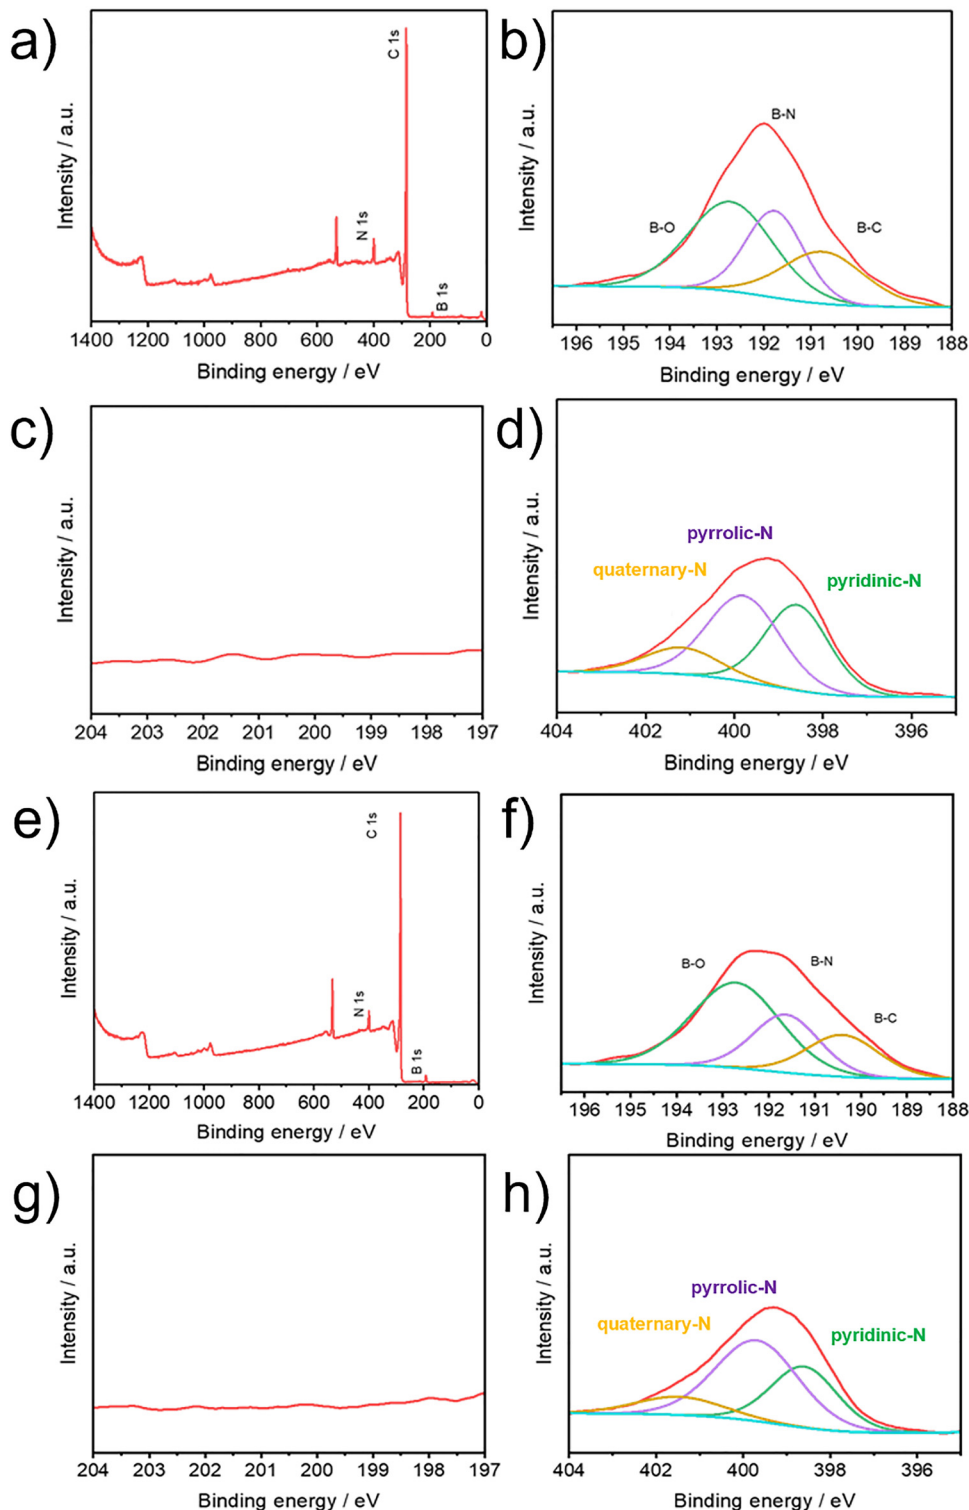 a)
Intensity / a.u.
C 1s
N 1s
B 1s
1400 1200 1000 800 600 400 200 0
Binding energy / eV
b)
Intensity / a.u.
B-N
B-O
B-C
196 195 194 193 192 191 190 189 188
Binding energy / eV
c)
Intensity / a.u.
204 203 202 201 200 199 198 197
Binding energy / eV
d)
Intensity / a.u.
pyrrolic-N
quaternary-N
pyridinic-N
404 402 400 398 396
Binding energy / eV
e)
Intensity / a.u.
C 1s
N 1s
B 1s
1400 1200 1000 800 600 400 200 0
Binding energy / eV
f)
Intensity / a.u.
B-O
B-N
B-C
196 195 194 193 192 191 190 189 188
Binding energy / eV
g)
Intensity / a.u.
204 203 202 201 200 199 198 197
Binding energy / eV
h)
Intensity / a.u.
pyrrolic-N
quaternary-N
pyridinic-N
404 402 400 398 396
Binding energy / eV